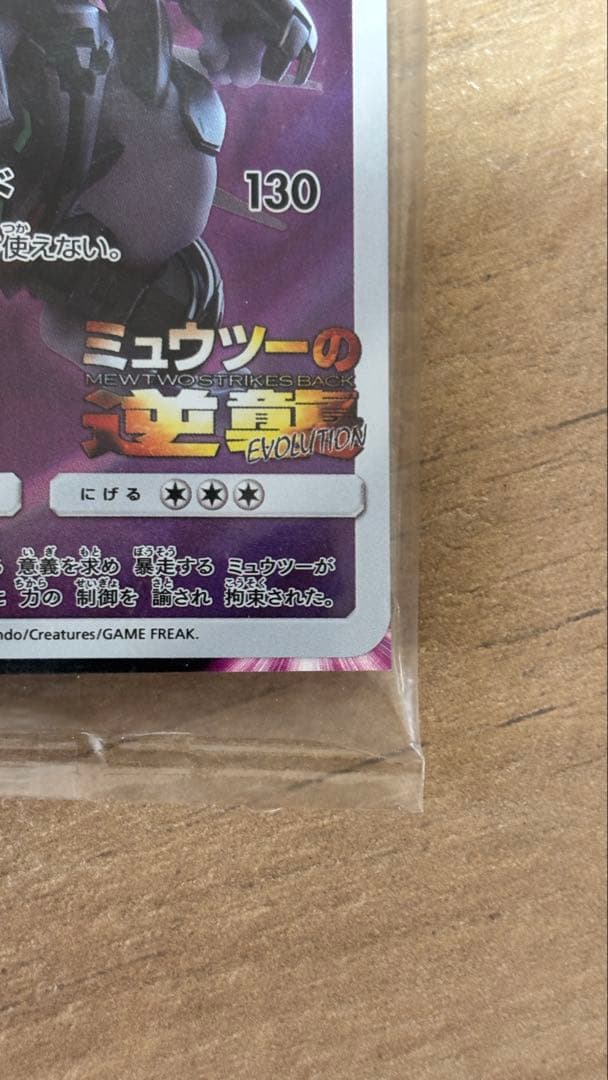 ド 130
使えない。
ミュウツーの
MEWTWO STRIKES BACK
逆襲
EVOLUTION
にげる
意義を求め 暴走する ミュウツーが
に 力の 制御を 諭され 拘束された。
ndo/Creatures/GAME FREAK.